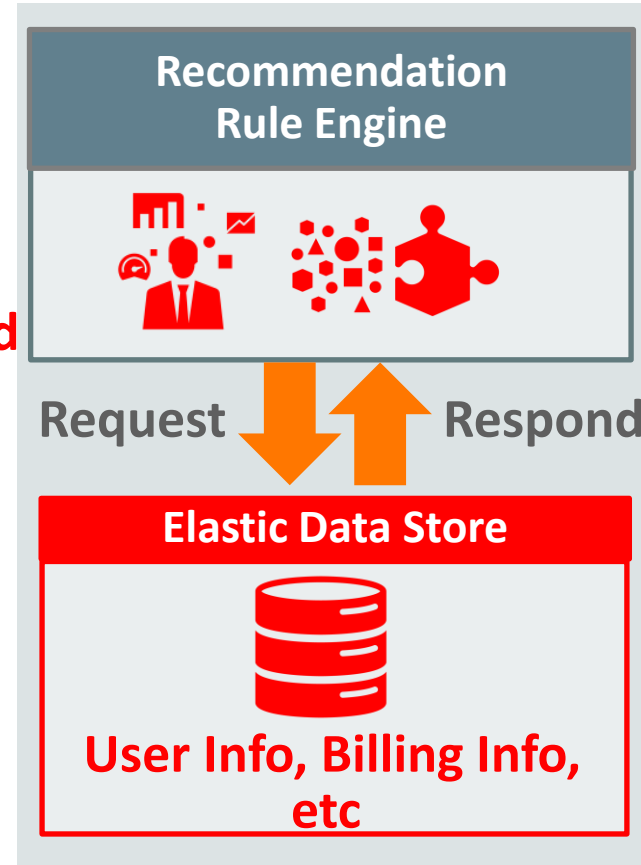 Recommendation
Rule Engine
d
Request
Respond
Elastic Data Store
User Info, Billing Info,
etc